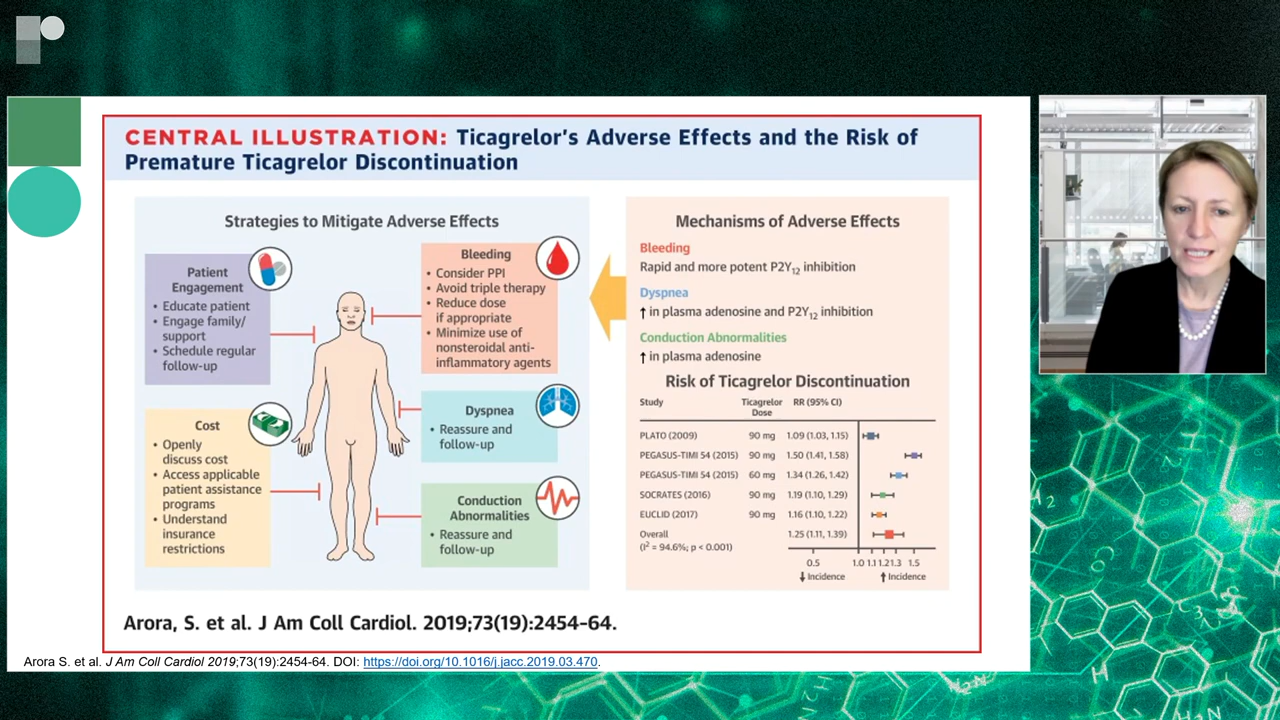 CENTRAL ILLUSTRATION: Ticagrelor's Adverse Effects and the Risk of
Premature Ticagrelor Discontinuation
Strategies to Mitigate Adverse Effects
Patient
Engagement
• Educate patient
• Engage family/
support
• Schedule regular
follow-up
Bleeding
• Consider PPI
• Avoid triple therapy
• Reduce dose
if appropriate
• Minimize use of
nonsteroidal anti-
inflammatory agents
Cost
• Openly
discuss cost
• Access applicable
patient assistance
programs
• Understand
insurance
restrictions
Dyspnea
• Reassure and
follow-up
Conduction
Abnormalities
• Reassure and
follow-up
Mechanisms of Adverse Effects
Bleeding
Rapid and more potent P2Y12 inhibition
Dyspnea
↑ in plasma adenosine and P2Y12 inhibition
Conduction Abnormalities
↑ in plasma adenosine
Risk of Ticagrelor Discontinuation
Study Ticagrelor Dose RR (95% CI)
PLATO (2009) 90 mg 1.09 (1.03, 1.15)
PEGASUS-TIMI 54 (2015) 90 mg 1.50 (1.41, 1.58)
PEGASUS-TIMI 54 (2015) 60 mg 1.34 (1.26, 1.42)
SOCRATES (2016) 90 mg 1.19 (1.10, 1.29)
EUCLID (2017) 90 mg 1.16 (1.10, 1.22)
Overall 1.25 (1.11, 1.39)
(I² = 94.6%; p < 0.001)
0.5 1.0 1.1 1.2 1.3 1.5
↓ Incidence ↑ Incidence
Arora, S. et al. J Am Coll Cardiol. 2019;73(19):2454–64.
Arora S. et al. J Am Coll Cardiol 2019;73(19):2454-64. DOI: https://doi.org/10.1016/j.jacc.2019.03.470.
H2
C
C3
H
H2N
H2N